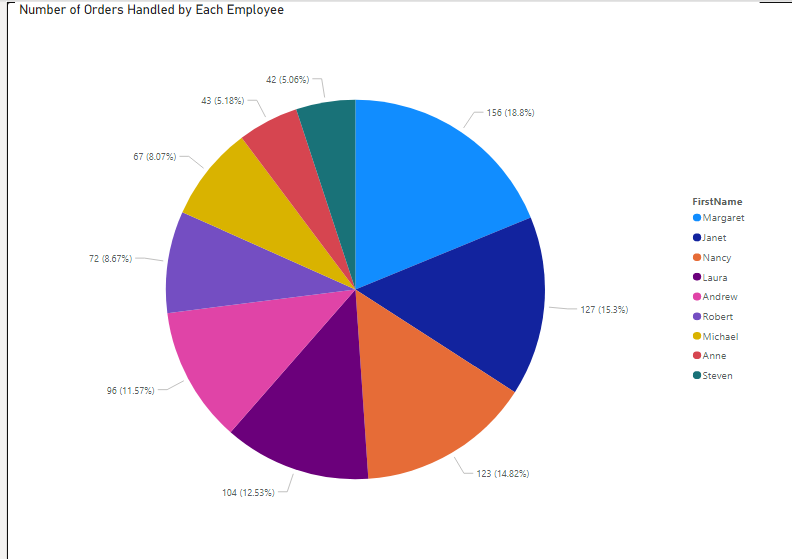 Number of Orders Handled by Each Employee
42 (5.06%)
43 (5.18%)
156 (18.8%)
67 (8.07%)
72 (8.67%)
127 (15.3%)
96 (11.57%)
123 (14.82%)
104 (12.53%)
FirstName
Margaret
Janet
Nancy
Laura
Andrew
Robert
Michael
Anne
Steven